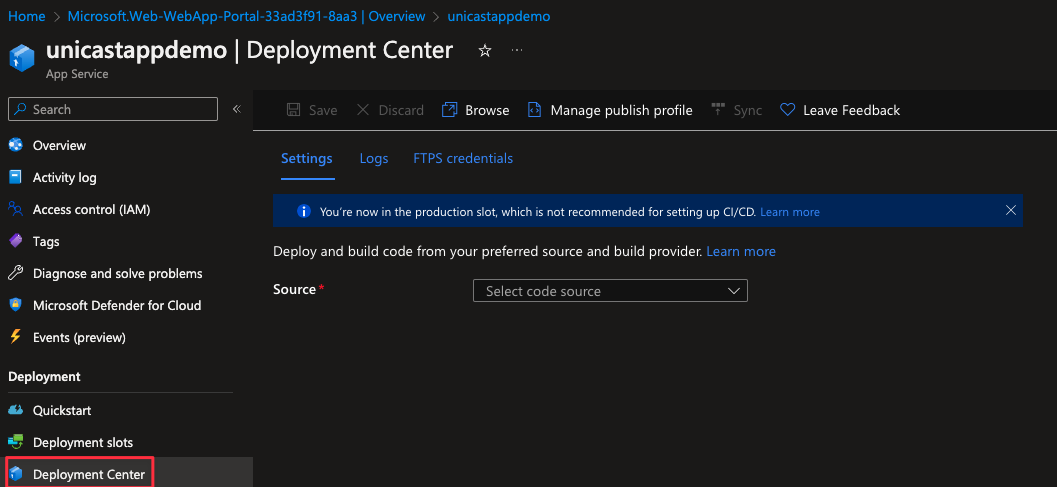 Home > Microsoft.Web-WebApp-Portal-33ad3f91-8aa3 | Overview > unicastappdemo
unicastappdemo | Deployment Center
App Service
Search
Save
Discard
Browse
Manage publish profile
Sync
Leave Feedback
Overview
Activity log
Access control (IAM)
Tags
Diagnose and solve problems
Microsoft Defender for Cloud
Events (preview)
Deployment
Quickstart
Deployment slots
Deployment Center
Settings
Logs
FTPS credentials
You're now in the production slot, which is not recommended for setting up CI/CD. Learn more
Deploy and build code from your preferred source and build provider. Learn more
Source*
Select code source